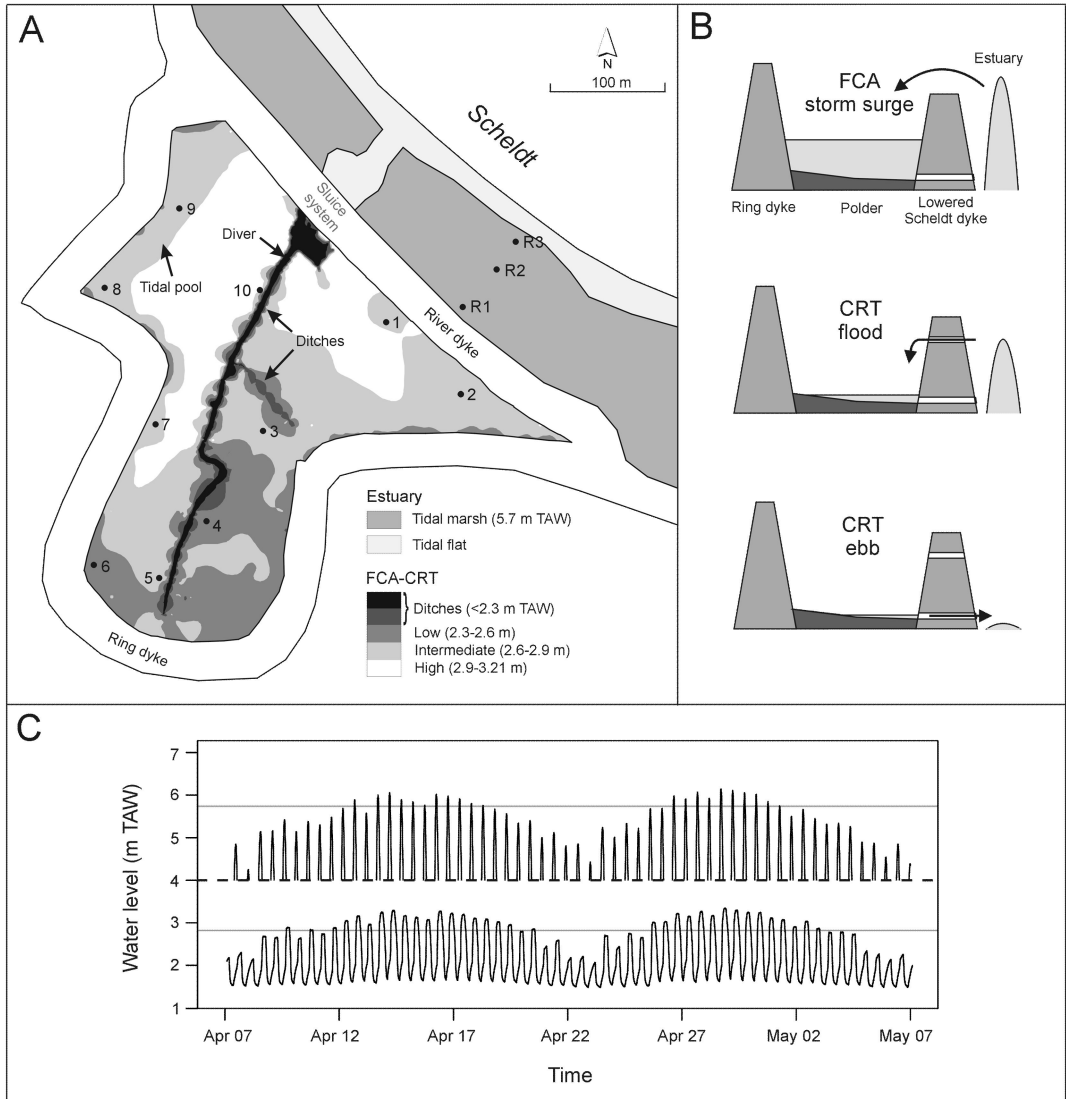 A
N
100 m
Scheldt
Sluice
system
R3
R2
R1
9
Diver
Tidal pool
8
10
Ditches
1
River dyke
2
7
3
4
6
5
Ring dyke
Estuary
Tidal marsh (5.7 m TAW)
Tidal flat
FCA-CRT
Ditches (<2.3 m TAW)
Low (2.3-2.6 m)
Intermediate (2.6-2.9 m)
High (2.9-3.21 m)
B
Estuary
FCA
storm surge
Ring dyke
Polder
Lowered
Scheldt dyke
CRT
flood
CRT
ebb
C
Water level (m TAW)
7
6
5
4
3
2
1
Apr 07
Apr 12
Apr 17
Apr 22
Apr 27
May 02
May 07
Time